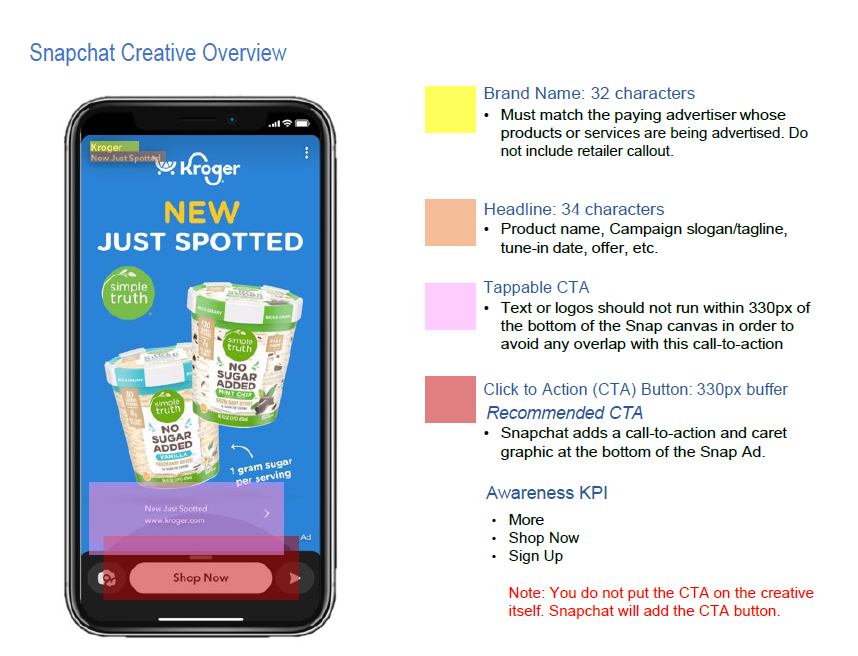 Snapchat Creative Overview
Kroger
New Just Spotted
Kroger
NEW
JUST SPOTTED
simple
truth
simple
truth
NO
SUGAR
ADDED
MINT CHIP
simple
truth
NO
SUGAR
ADDED
VANILLA
1 gram sugar
per serving
New Just Spotted
www.kroger.com
Ad
Shop Now
Brand Name: 32 characters
• Must match the paying advertiser whose
products or services are being advertised. Do
not include retailer callout.
Headline: 34 characters
• Product name, Campaign slogan/tagline,
tune-in date, offer, etc.
Tappable CTA
• Text or logos should not run within 330px of
the bottom of the Snap canvas in order to
avoid any overlap with this call-to-action
Click to Action (CTA) Button: 330px buffer
Recommended CTA
• Snapchat adds a call-to-action and caret
graphic at the bottom of the Snap Ad.
Awareness KPI
• More
• Shop Now
• Sign Up
Note: You do not put the CTA on the creative
itself. Snapchat will add the CTA button.